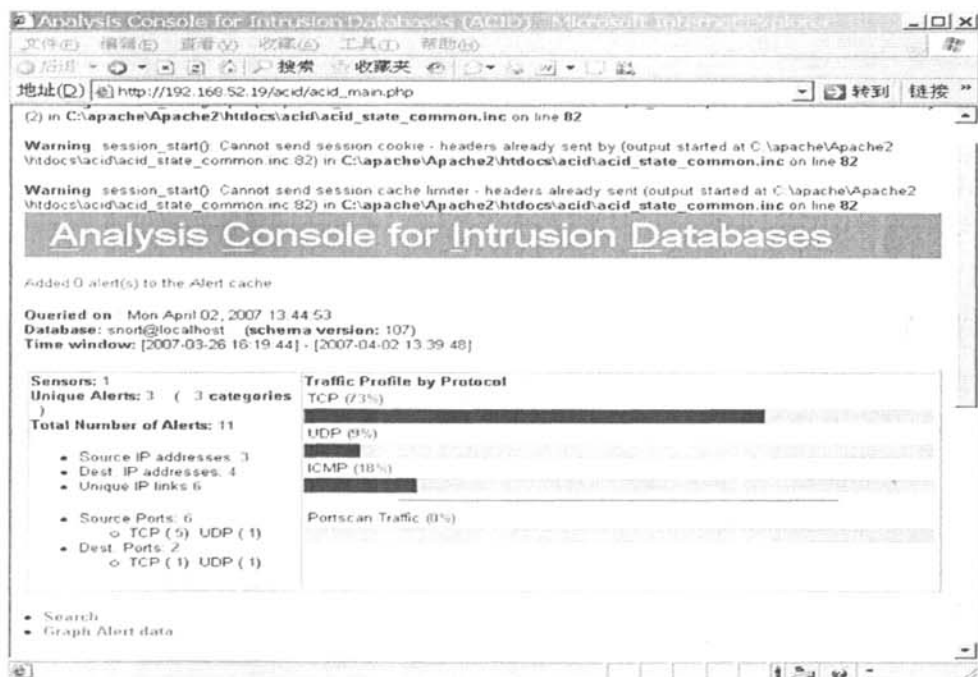 Analysis Console for Intrusion Databases (ACID) - Microsoft Internet Explorer
文件(F) 编辑(E) 查看(V) 收藏(A) 工具(T) 帮助(H)
后退 搜索 收藏夹
地址(D) http://192.168.52.19/acid/acid_main.php 转到 链接 »
(2) in C:\apache\Apache2\htdocs\acid\acid_state_common.inc on line 82
Warning session_start() Cannot send session cookie - headers already sent by (output started at C:\apache\Apache2
\htdocs\acid\acid_state_common.inc 82) in C:\apache\Apache2\htdocs\acid\acid_state_common.inc on line 82
Warning session_start() Cannot send session cache limiter - headers already sent (output started at C:\apache\Apache2
\htdocs\acid\acid_state_common.inc 82) in C:\apache\Apache2\htdocs\acid\acid_state_common.inc on line 82
Analysis Console for Intrusion Databases
Added 0 alert(s) to the Alert cache
Queried on Mon April 02, 2007 13 44 53
Database: snort@localhost (schema version: 107)
Time window: [2007-03-26 16 19 44] - [2007-04-02 13 39 48]
Sensors: 1
Unique Alerts: 3 ( 3 categories
)
Total Number of Alerts: 11
• Source IP addresses 3
• Dest. IP addresses: 4
• Unique IP links 6
• Source Ports: 6
o TCP ( 5) UDP ( 1)
• Dest. Ports: 2
o TCP ( 1) UDP ( 1)
Traffic Profile by Protocol
TCP (73%)
UDP (9%)
ICMP (18%)
Portscan Traffic (0%)
• Search
• Graph Alert data